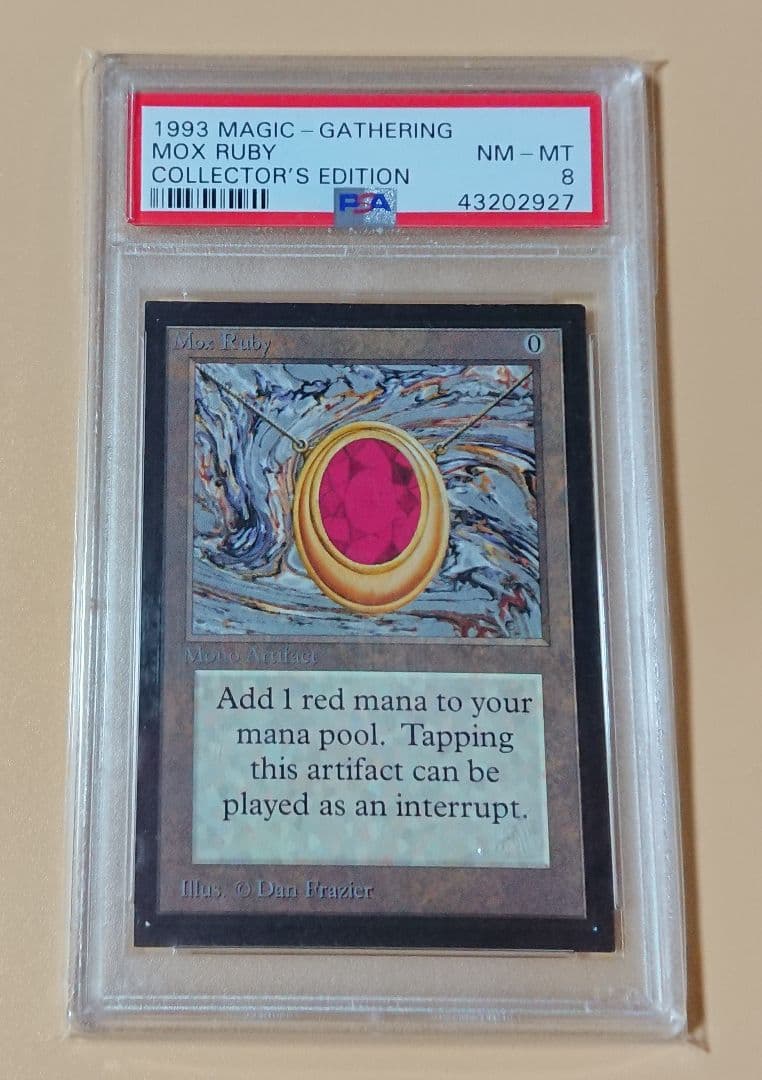 1993 MAGIC – GATHERING
MOX RUBY NM – MT
COLLECTOR'S EDITION 8
PSA 43202927
Mox Ruby 0
Mono Artifact
Add 1 red mana to your
mana pool. Tapping
this artifact can be
played as an interrupt.
Illus. © Dan Frazier